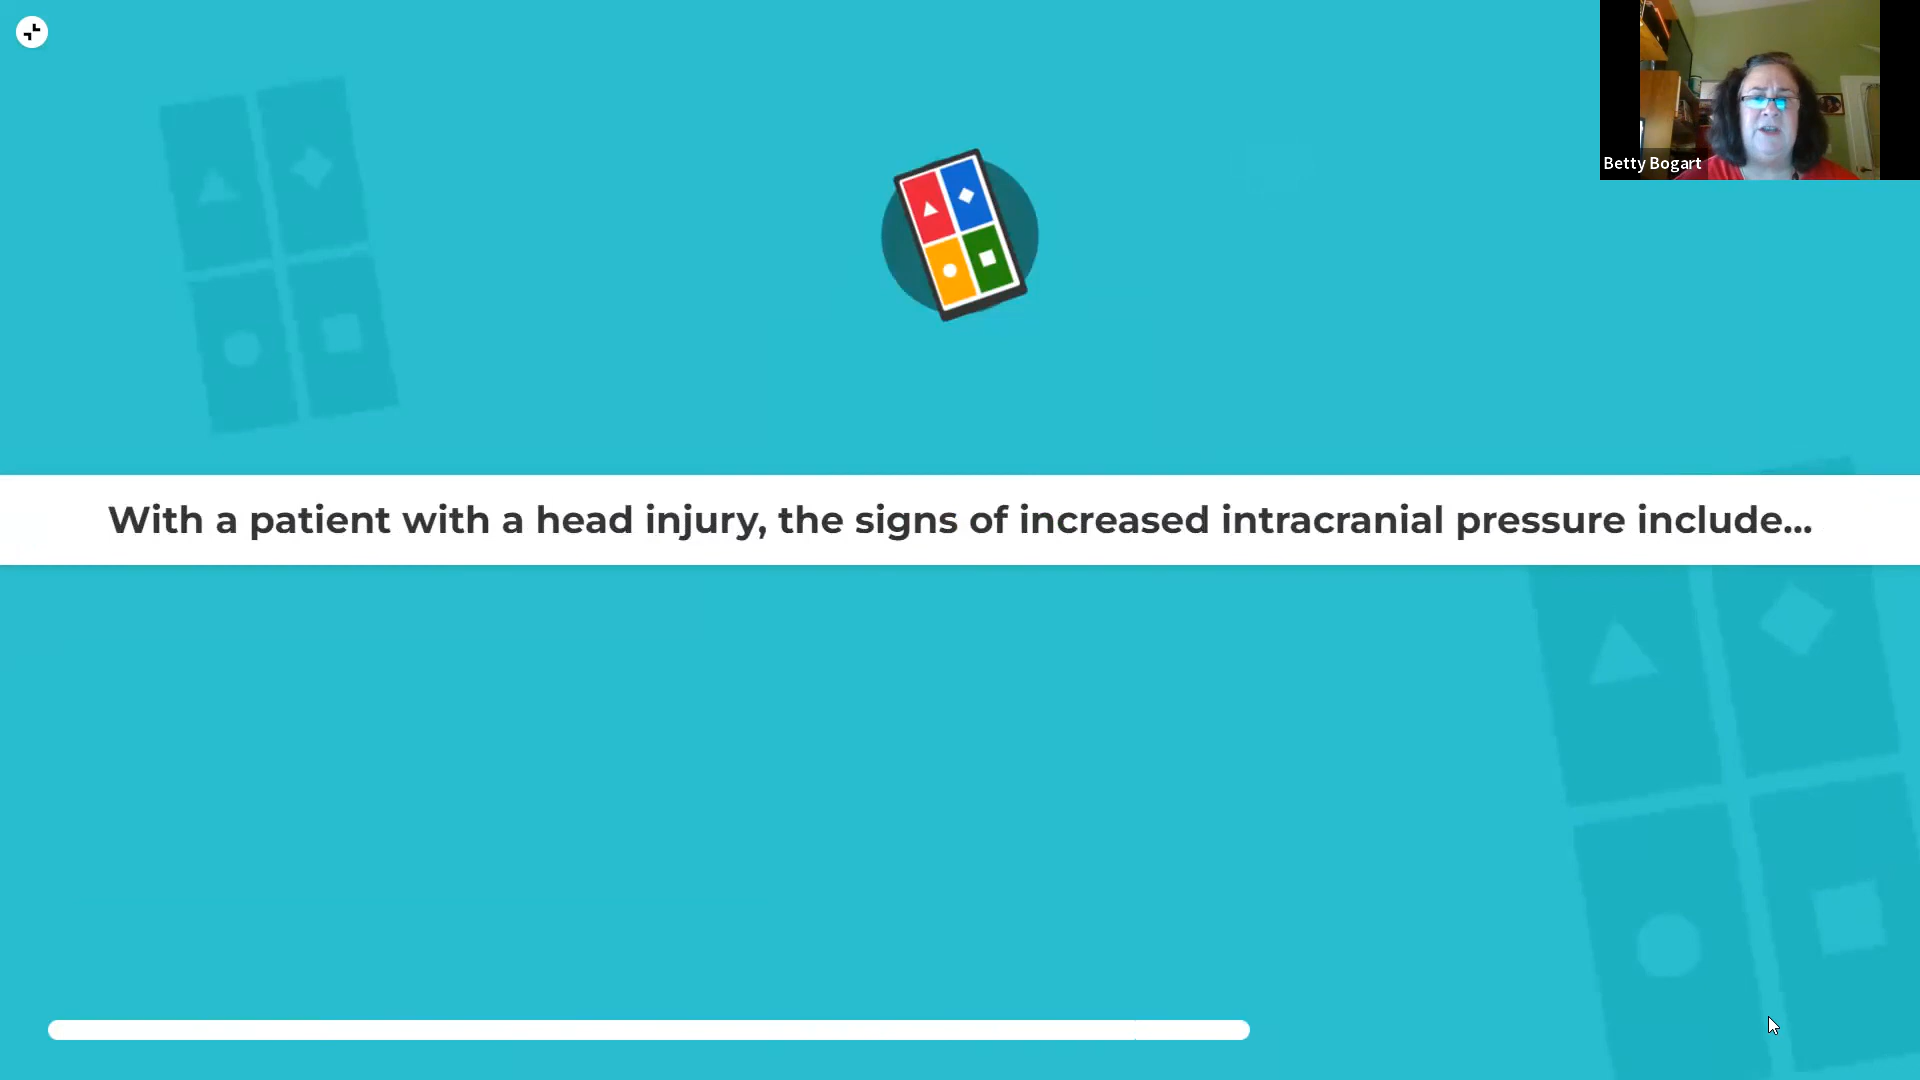 Betty Bogart
With a patient with a head injury, the signs of increased intracranial pressure include...